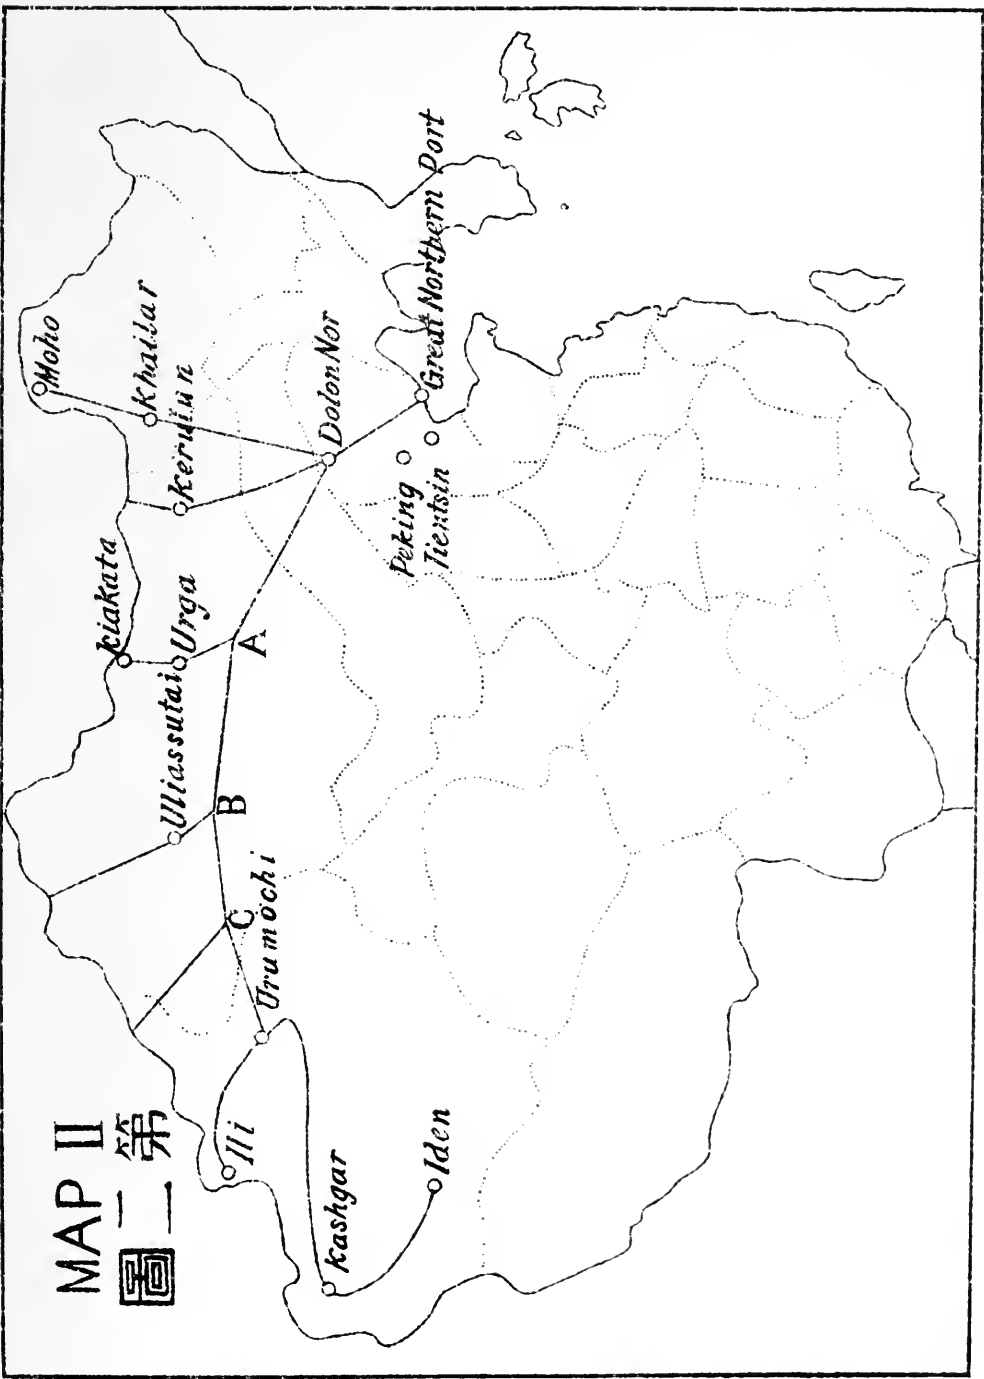 MAP II
圖二第
Moho
Khailar
Kerulun
Kiakata
Urga
Uliassutai
Dolon Nor
Great Northern Port
Peking
Tientsin
A
B
C
Urumochi
Ili
Kashgar
Iden